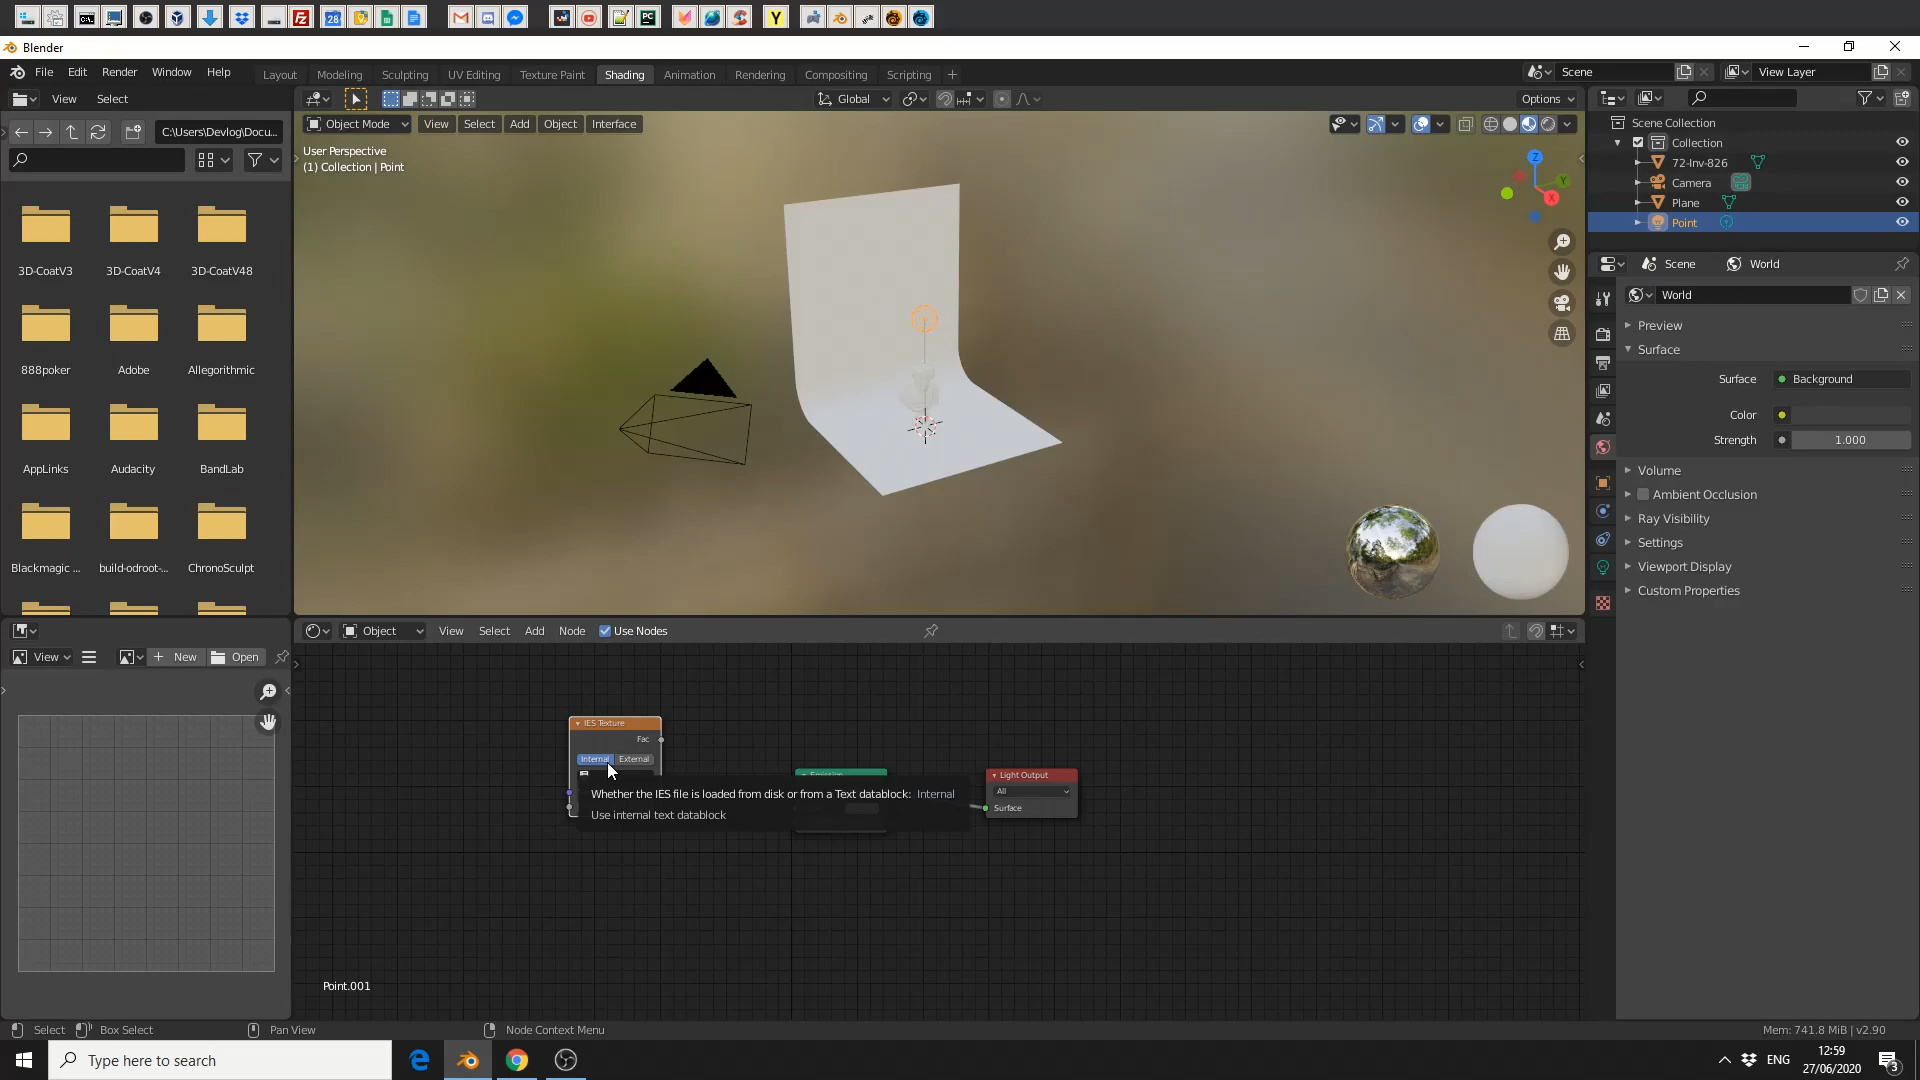 28
Y
Blender
File Edit Render Window Help
Layout Modeling Sculpting UV Editing Texture Paint Shading Animation Rendering Compositing Scripting +
Scene
View Layer
View Select
Global
Options
C:\Users\Devlog\Docu...
Object Mode View Select Add Object Interface
User Perspective
(1) Collection | Point
Z
Y
X
3D-CoatV3
3D-CoatV4
3D-CoatV48
888poker
Adobe
Allegorithmic
AppLinks
Audacity
BandLab
Blackmagic ...
build-odroot-...
ChronoSculpt
Scene Collection
Collection
72-Inv-826
Camera
Plane
Point
Scene World
World
Preview
Surface
Surface Background
Color
Strength 1.000
Volume
Ambient Occlusion
Ray Visibility
Settings
Viewport Display
Custom Properties
Object View Select Add Node Use Nodes
View New Open
IES Texture
Fac
Internal External
Emission
Light Output
All
Surface
Whether the IES file is loaded from disk or from a Text datablock: Internal
Use internal text datablock
Point.001
Select Box Select Pan View Node Context Menu
Mem: 741.8 MiB | v2.90
Type here to search
ENG
12:59
27/06/2020
3